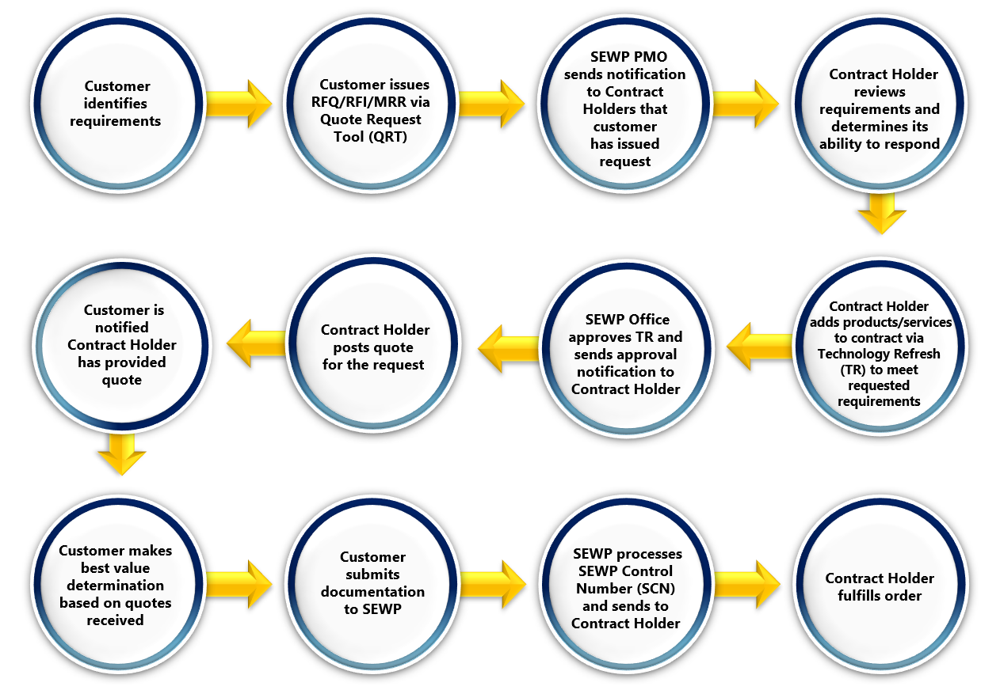 Customer
identifies
requirements
Customer issues
RFQ/RFI/MRR via
Quote Request
Tool (QRT)
SEWP PMO
sends notification
to Contract
Holders that
customer
has issued
request
Contract Holder
reviews
requirements and
determines its
ability to respond
Contract Holder
adds products/services
to contract via
Technology Refresh
(TR) to meet
requested
requirements
SEWP Office
approves TR and
sends approval
notification to
Contract Holder
Contract Holder
posts quote
for the request
Customer is
notified
Contract Holder
has provided
quote
Customer makes
best value
determination
based on quotes
received
Customer
submits
documentation
to SEWP
SEWP processes
SEWP Control
Number (SCN)
and sends to
Contract Holder
Contract Holder
fulfills order